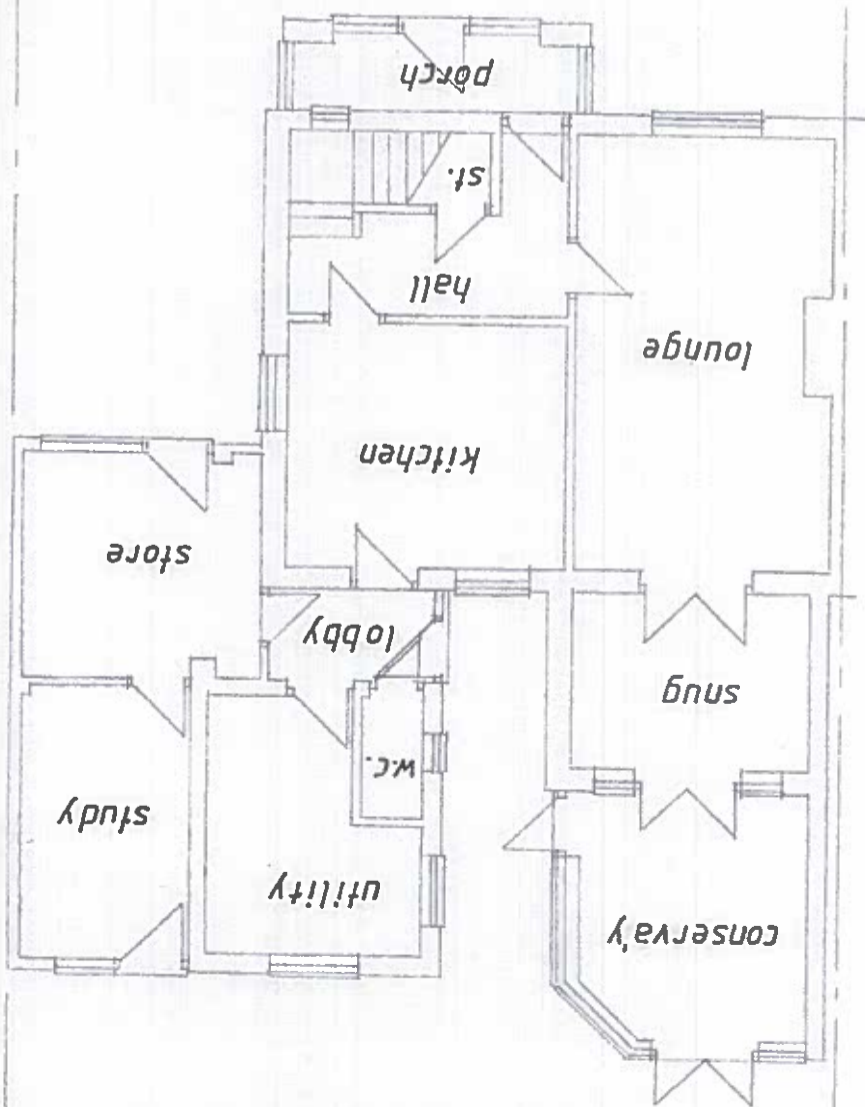 conserva'y
utility
study
w.c.
snug
lobby
store
kitchen
lounge
hall
st.
porch